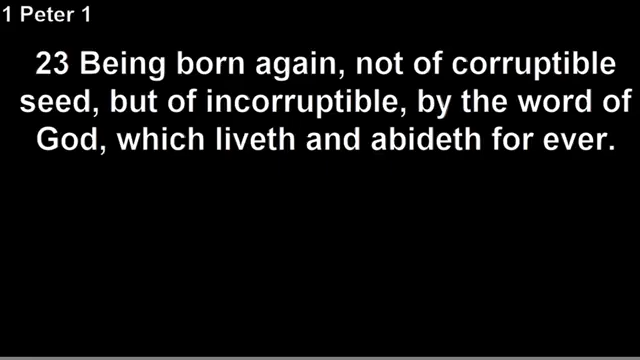 1 Peter 1
23 Being born again, not of corruptible
seed, but of incorruptible, by the word of
God, which liveth and abideth for ever.